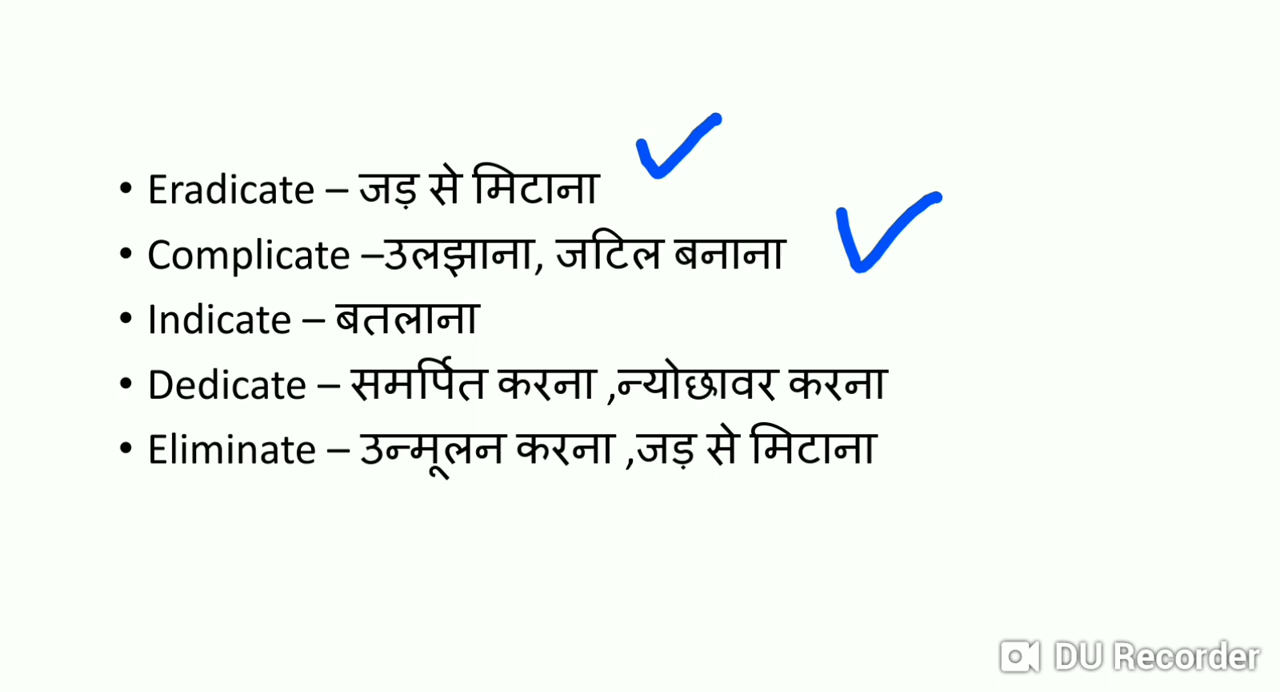 • Eradicate – जड़ से मिटाना
• Complicate –उलझाना, जटिल बनाना
• Indicate – बतलाना
• Dedicate – समर्पित करना ,न्योछावर करना
• Eliminate – उन्मूलन करना ,जड़ से मिटाना
DU Recorder